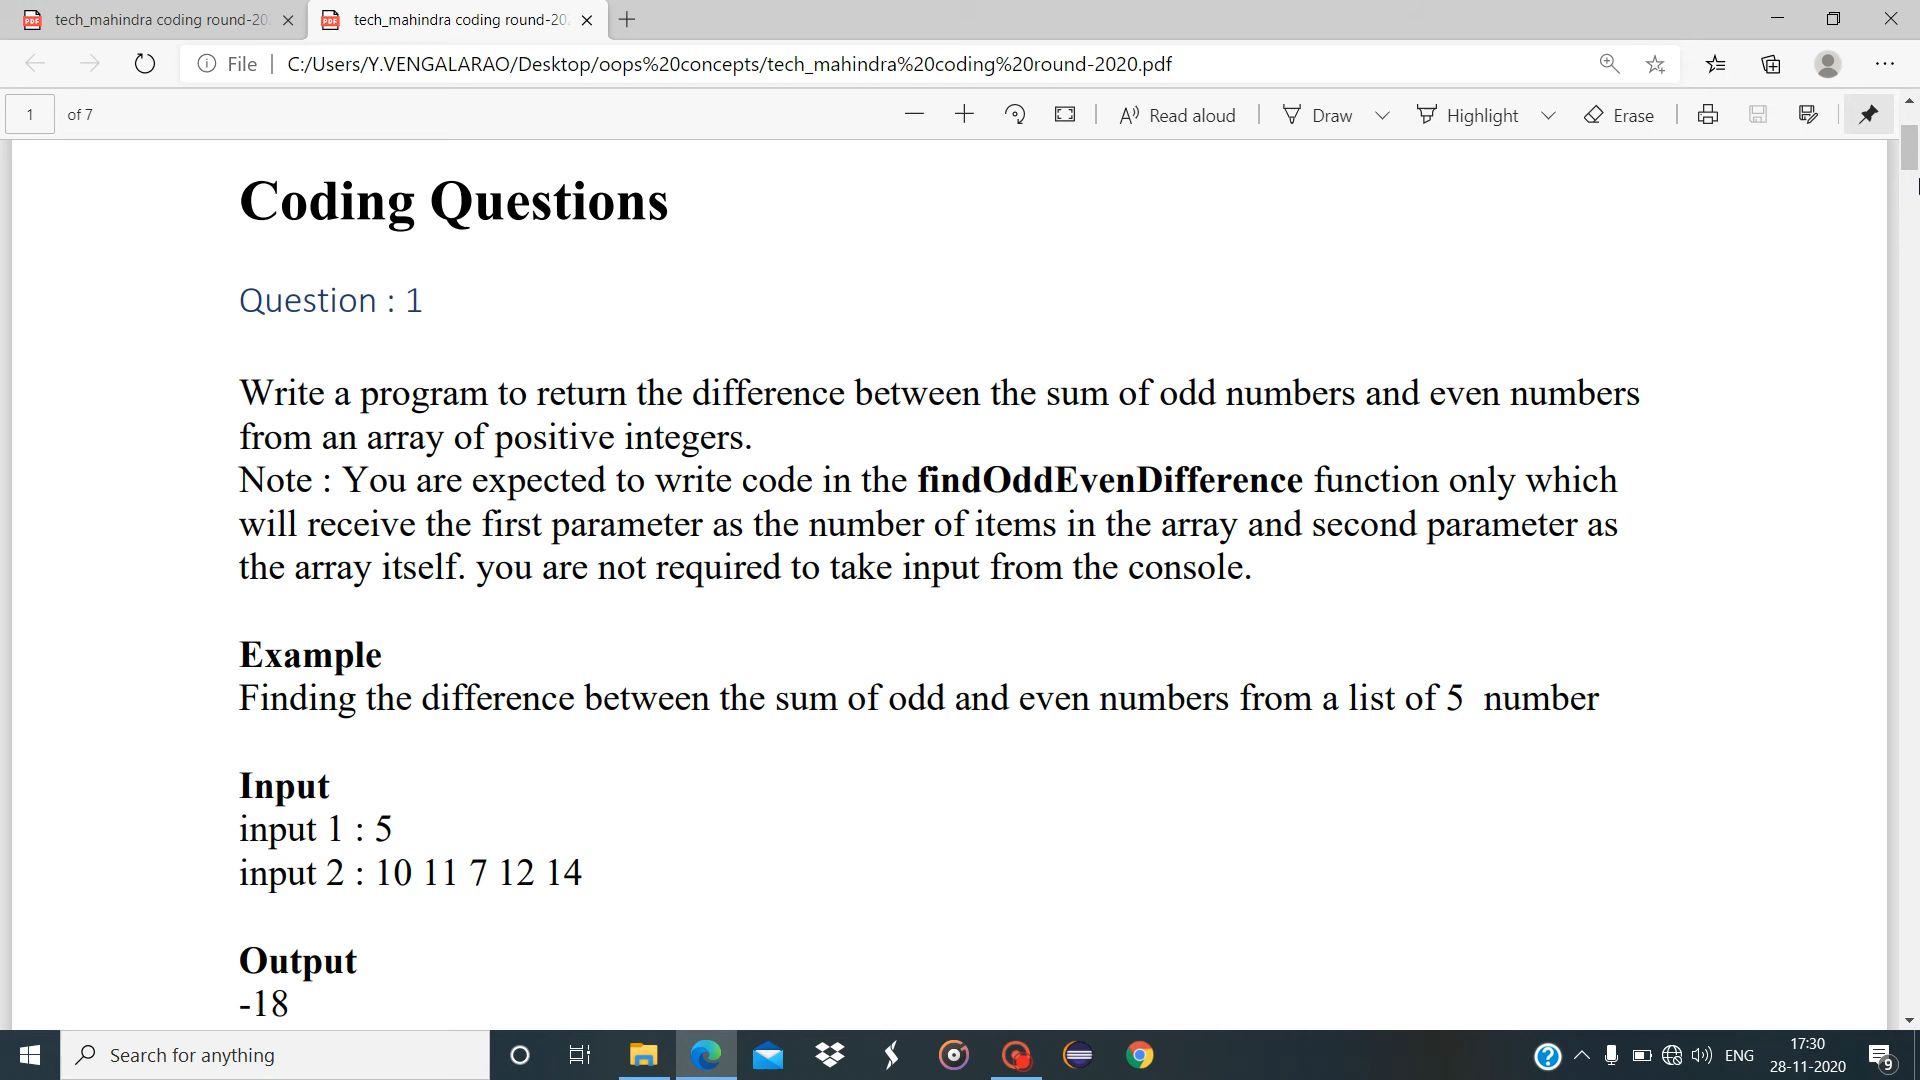 tech_mahindra coding round-20
tech_mahindra coding round-20
File
C:/Users/Y.VENGALARAO/Desktop/oops%20concepts/tech_mahindra%20coding%20round-2020.pdf
1 of 7
Read aloud
Draw
Highlight
Erase
Coding Questions
Question : 1
Write a program to return the difference between the sum of odd numbers and even numbers
from an array of positive integers.
Note : You are expected to write code in the findOddEvenDifference function only which
will receive the first parameter as the number of items in the array and second parameter as
the array itself. you are not required to take input from the console.
Example
Finding the difference between the sum of odd and even numbers from a list of 5 number
Input
input 1 : 5
input 2 : 10 11 7 12 14
Output
-18
Search for anything
ENG
17:30
28-11-2020
9